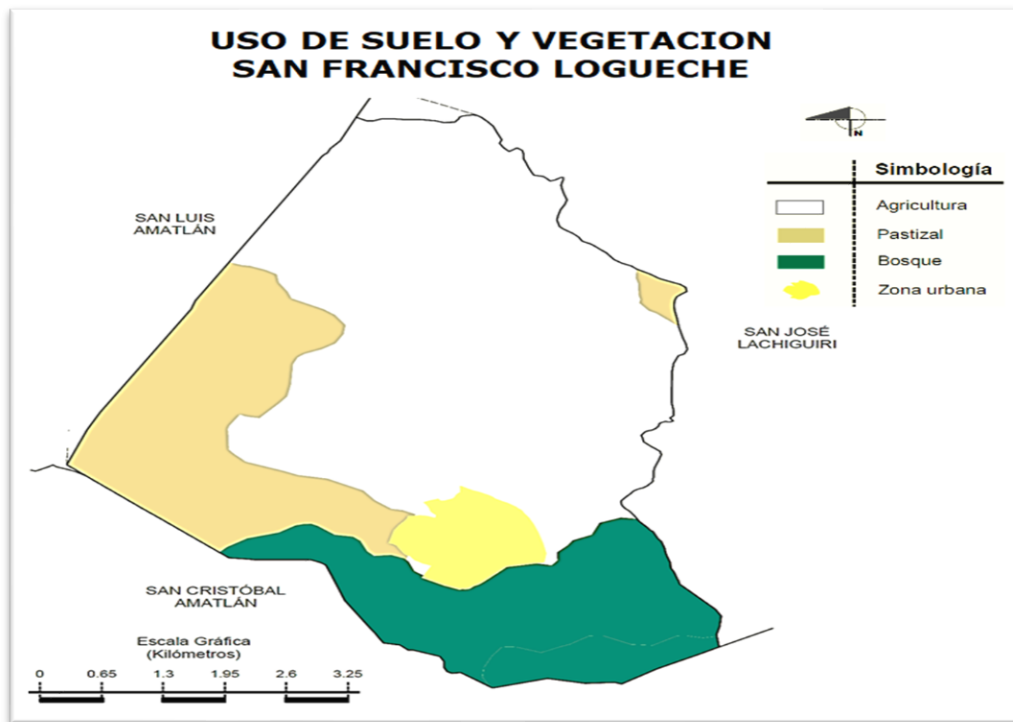 USO DE SUELO Y VEGETACION
SAN FRANCISCO LOGUECHE
N
Simbología
Agricultura
Pastizal
Bosque
Zona urbana
SAN LUIS
AMATLÁN
SAN JOSÉ
LACHIGUIRI
SAN CRISTÓBAL
AMATLÁN
Escala Gráfica
(Kilómetros)
0 0.65 1.3 1.95 2.6 3.25